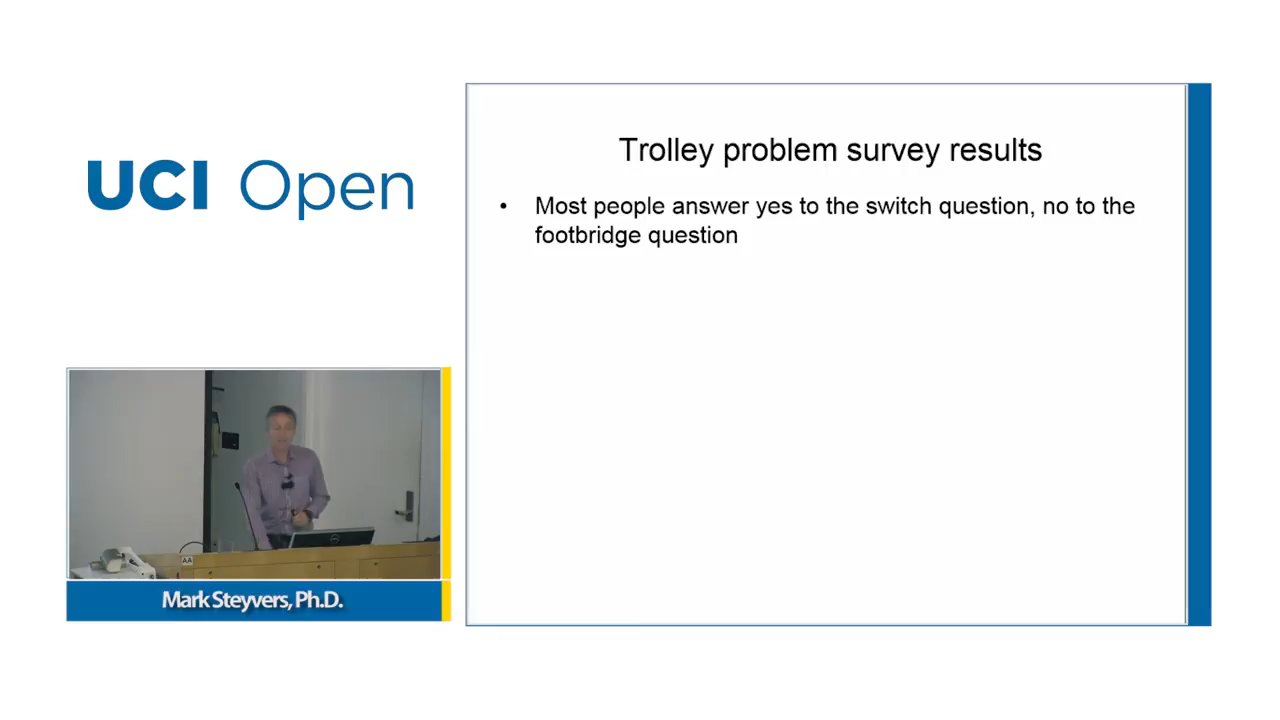 UCI Open
Trolley problem survey results
• Most people answer yes to the switch question, no to the
footbridge question
AA
Mark Steyvers, Ph.D.